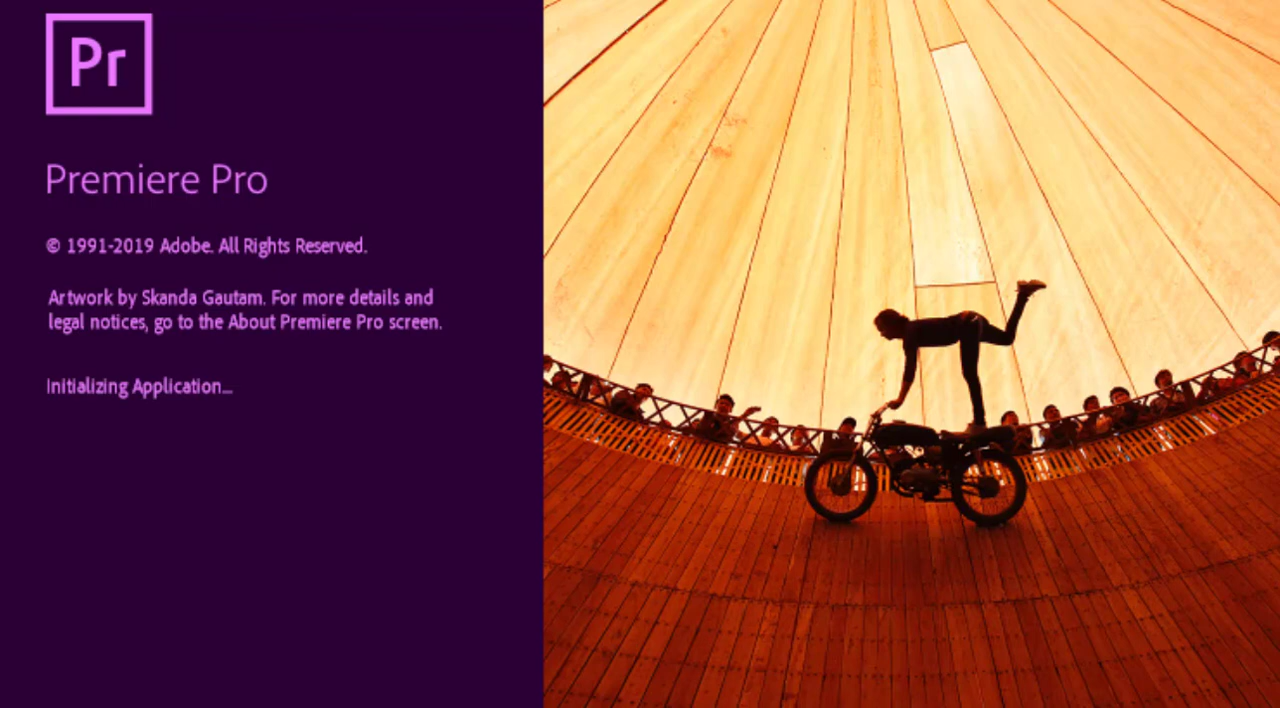 Pr
Premiere Pro
© 1991-2019 Adobe. All Rights Reserved.
Artwork by Skanda Gautam. For more details and
legal notices, go to the About Premiere Pro screen.
Initializing Application...